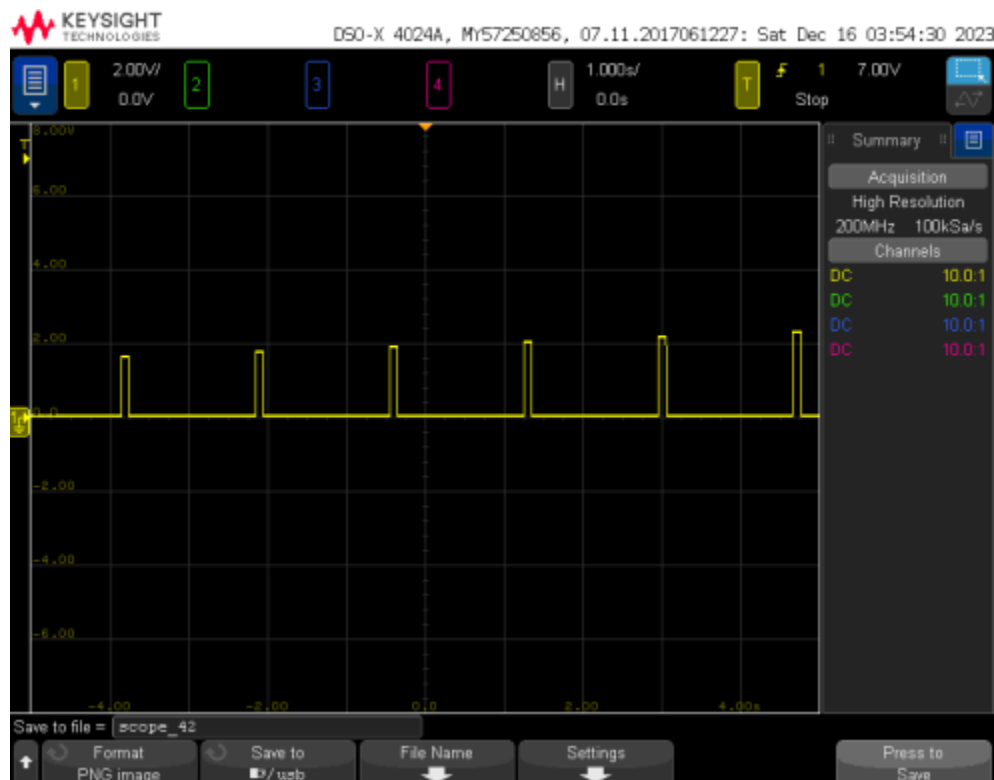 KEYSIGHT
TECHNOLOGIES
DSO-X 4024A, MY57250856, 07.11.2017061227: Sat Dec 16 03:54:30 2023
1 2.00V/ 2 3 4 H 1.000s/ T 1 7.00V
0.0V 0.0s Stop
8.00V
T
6.00
4.00
2.00
0.0
-2.00
-4.00
-6.00
-4.00 -2.00 0.0 2.00 4.00s
Summary
Acquisition
High Resolution
200MHz 100kSa/s
Channels
DC 10.0:1
DC 10.0:1
DC 10.0:1
DC 10.0:1
Save to file = scope_42
Format Save to File Name Settings Press to
PNG image /usb Save